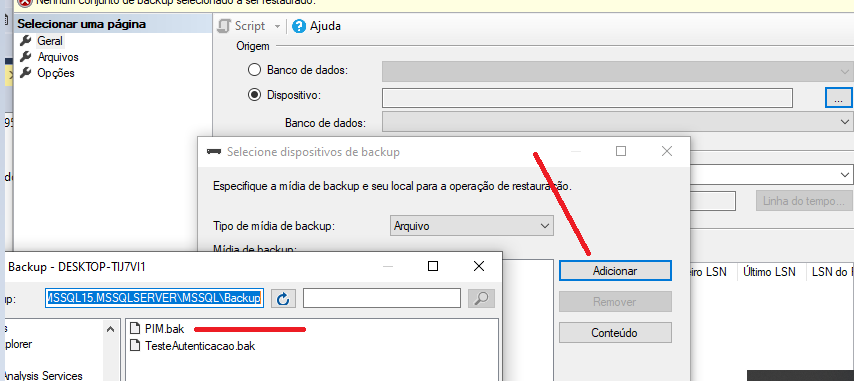 Nenhum conjunto de backup selecionado a ser restaurado.
Selecionar uma página
Geral
Arquivos
Opções
Script
Ajuda
Origem
Banco de dados:
Dispositivo:
...
Banco de dados:
Selecione dispositivos de backup
Especifique a mídia de backup e seu local para a operação de restauração.
Tipo de mídia de backup:
Arquivo
Mídia de backup:
Adicionar
Remover
Conteúdo
Linha do tempo...
eiro LSN
Último LSN
LSN do
Backup - DESKTOP-TIJ7VI1
up:
MSSQL15.MSSQLSERVER\MSSQL\Backup
PIM.bak
TesteAutenticacao.bak
plorer
nalysis Services
95